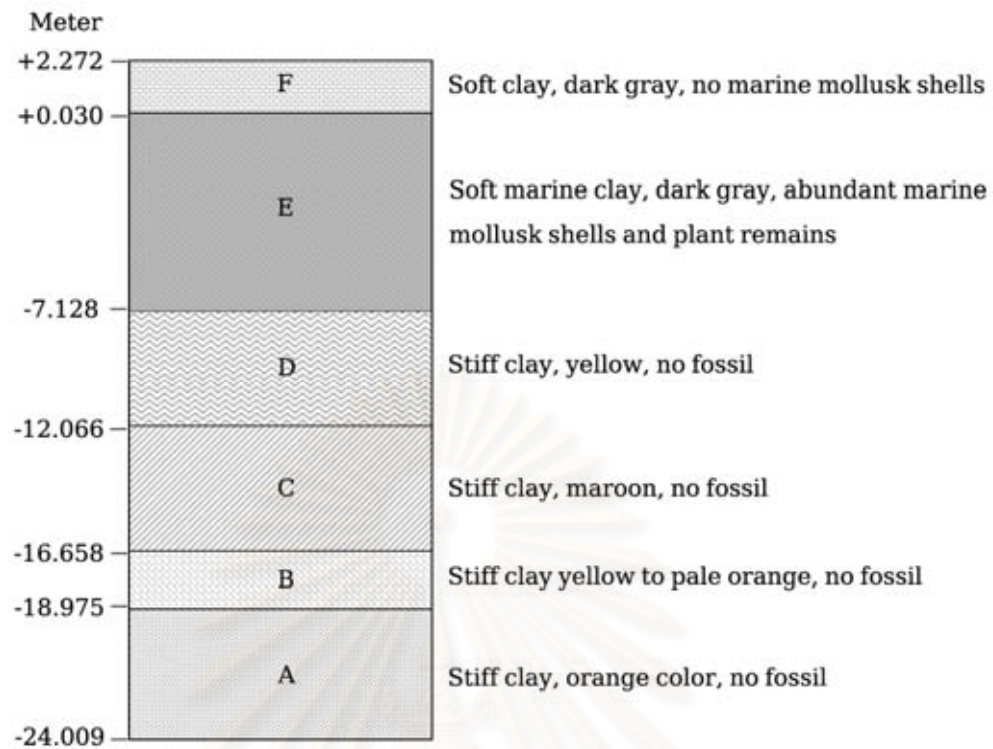 Meter
+2.272
F
Soft clay, dark gray, no marine mollusk shells
+0.030
E
Soft marine clay, dark gray, abundant marine
mollusk shells and plant remains
-7.128
D
Stiff clay, yellow, no fossil
-12.066
C
Stiff clay, maroon, no fossil
-16.658
B
Stiff clay yellow to pale orange, no fossil
-18.975
A
Stiff clay, orange color, no fossil
-24.009